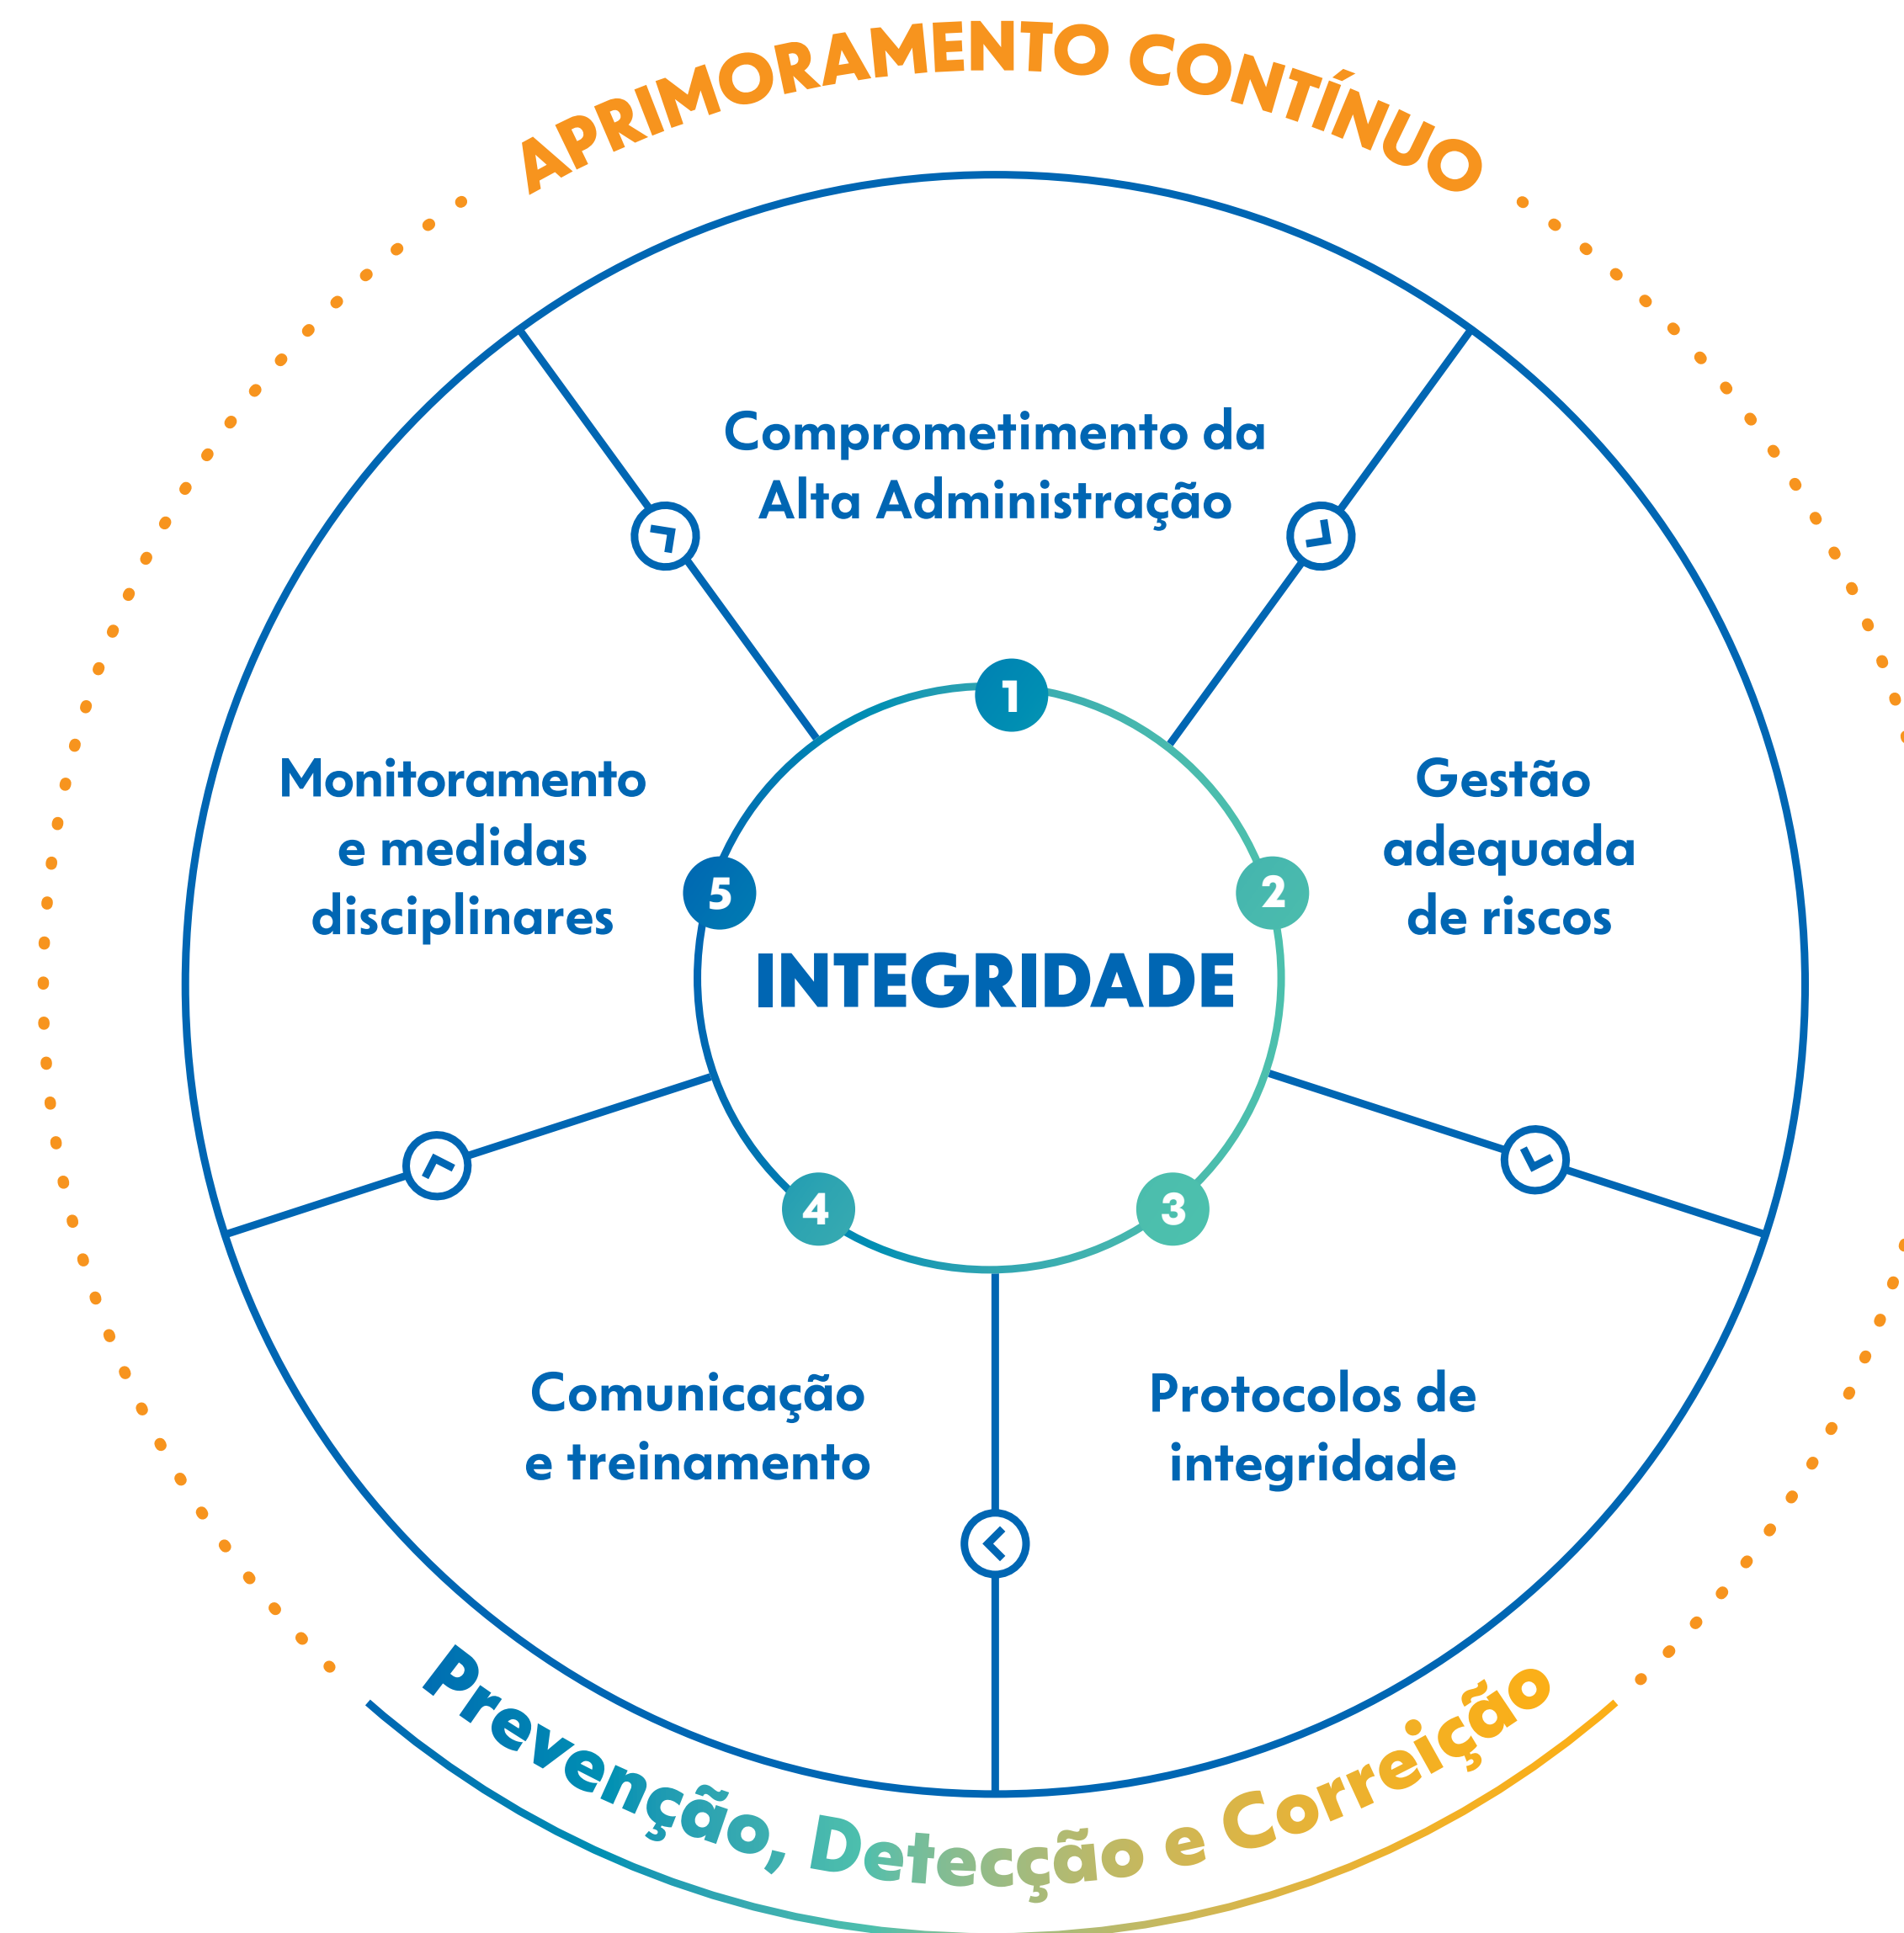 APRIMORAMENTO CONTÍNUO
Comprometimento da
Alta Administração
1
Gestão
adequada
de riscos
2
Protocolos de
integridade
3
Comunicação
e treinamento
4
Monitoramento
e medidas
disciplinares
5
INTEGRIDADE
Prevenção, Detecção e Correição